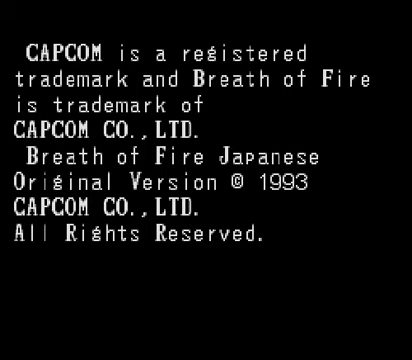 CAPCOM is a registered
trademark and Breath of Fire
is trademark of
CAPCOM CO.,LTD.
Breath of Fire Japanese
Original Version © 1993
CAPCOM CO.,LTD.
All Rights Reserved.